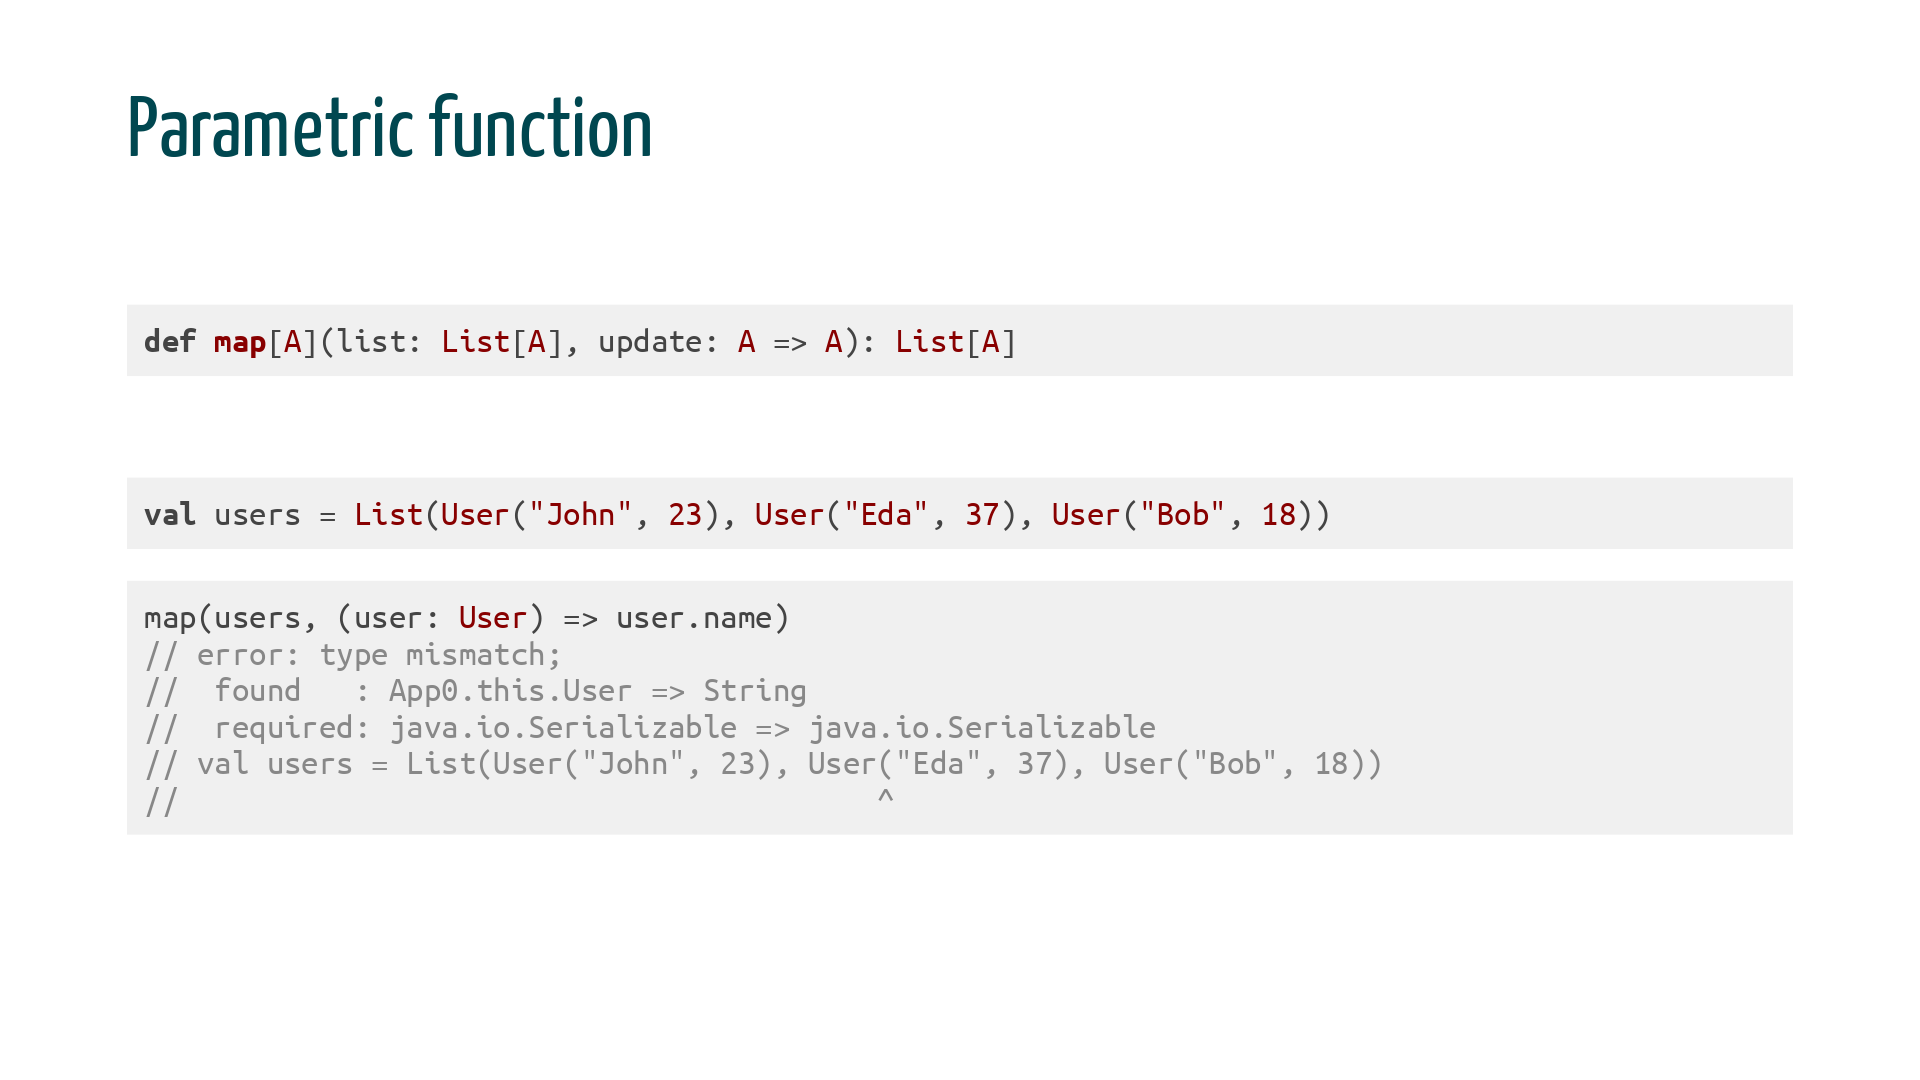 Parametric function
def map[A](list: List[A], update: A => A): List[A]
val users = List(User("John", 23), User("Eda", 37), User("Bob", 18))
map(users, (user: User) => user.name)
// error: type mismatch;
//  found   : App0.this.User => String
//  required: java.io.Serializable => java.io.Serializable
// val users = List(User("John", 23), User("Eda", 37), User("Bob", 18))
//                                        ^